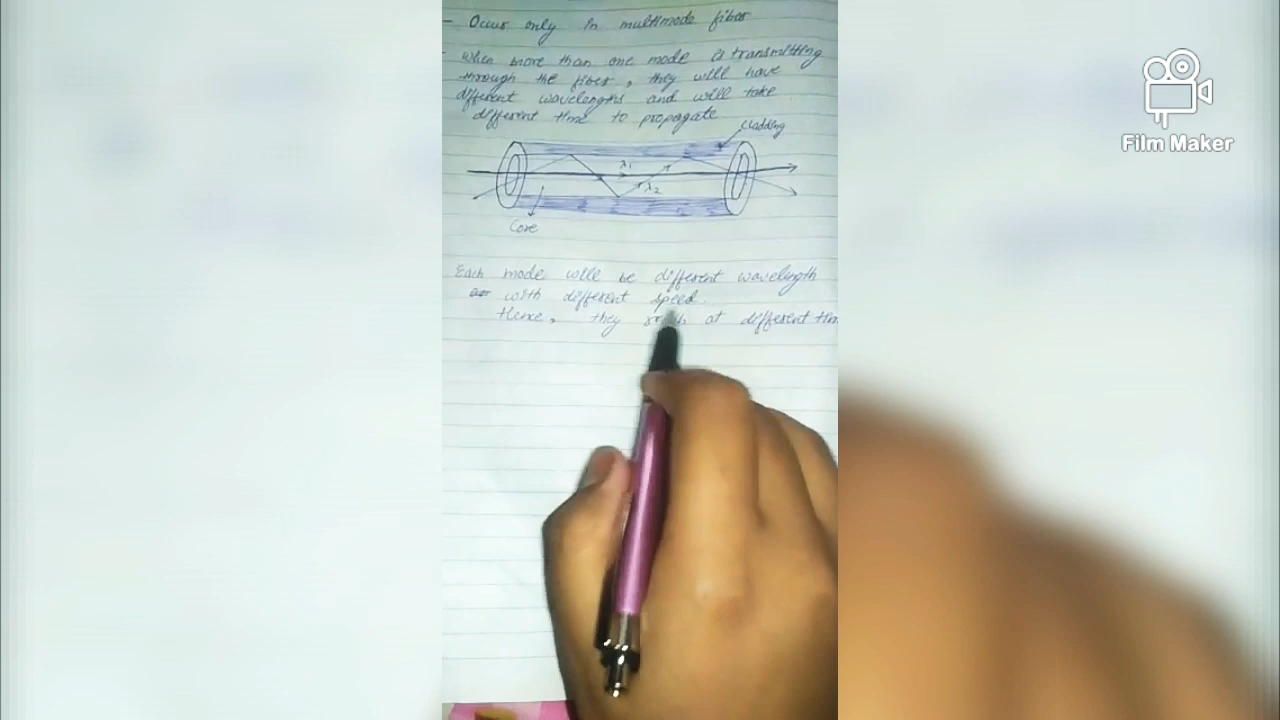 - Occur only in multimode fiber
- When more than one mode is transmitting
through the fiber, they will have
different wavelengths and will take
different time to propagate
cladding
λ1
λ2
Core
Each mode will be different wavelength
with different speed.
Hence, they at different
Film Maker